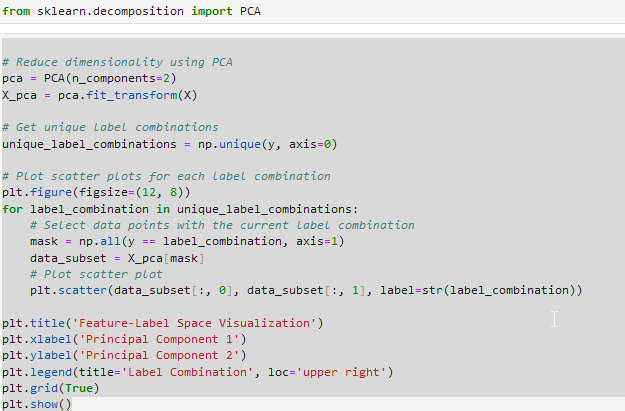 from sklearn.decomposition import PCA
# Reduce dimensionality using PCA
pca = PCA(n_components=2)
X_pca = pca.fit_transform(X)
# Get unique label combinations
unique_label_combinations = np.unique(y, axis=0)
# Plot scatter plots for each label combination
plt.figure(figsize=(12, 8))
for label_combination in unique_label_combinations:
    # Select data points with the current label combination
    mask = np.all(y == label_combination, axis=1)
    data_subset = X_pca[mask]
    # Plot scatter plot
    plt.scatter(data_subset[:, 0], data_subset[:, 1], label=str(label_combination))
plt.title('Feature-Label Space Visualization')
plt.xlabel('Principal Component 1')
plt.ylabel('Principal Component 2')
plt.legend(title='Label Combination', loc='upper right')
plt.grid(True)
plt.show()